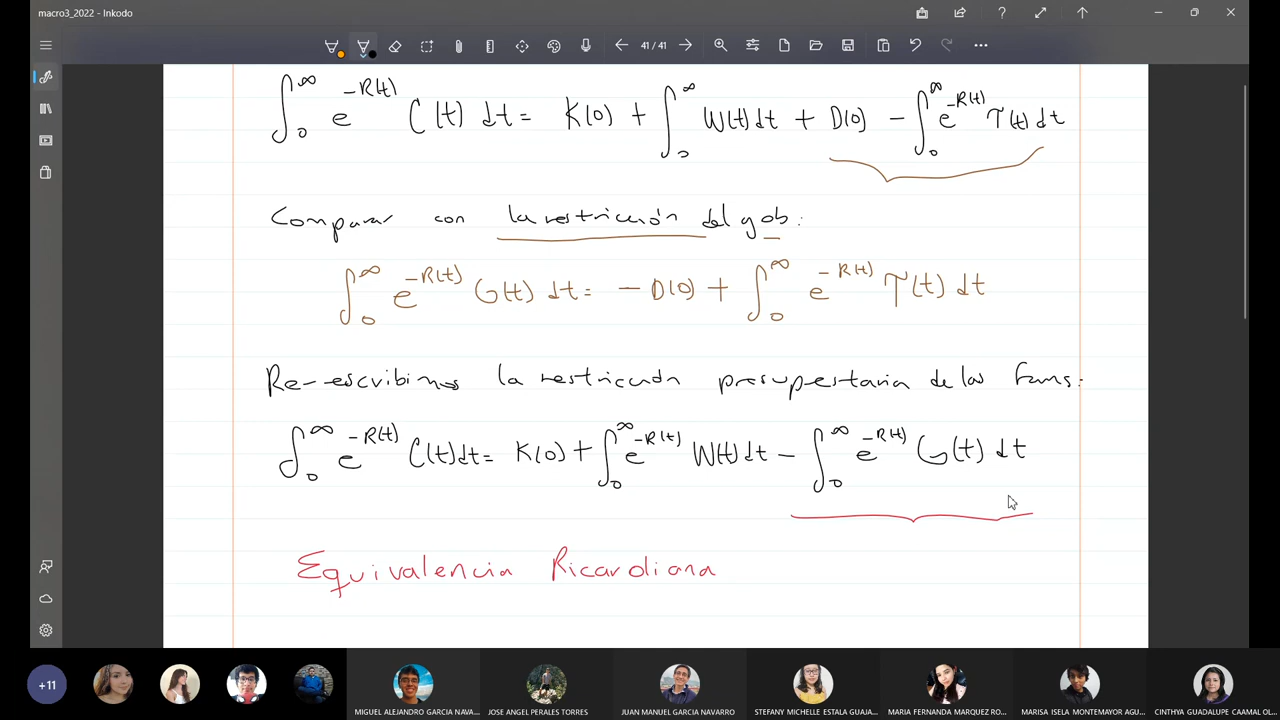 macro3_2022 - Inkodo
41 / 41
∫₀^∞ e^{-R(t)} C(t) dt = K(0) + ∫₀^∞ W(t) dt + D(0) - ∫₀^∞ e^{-R(t)} T(t) dt
Comparar con la restricción del gob:
∫₀^∞ e^{-R(t)} G(t) dt = - D(0) + ∫₀^∞ e^{-R(t)} T(t) dt
Re-escribimos la restricción presupestaria de las fams:
∫₀^∞ e^{-R(t)} C(t) dt = K(0) + ∫₀^∞ e^{-R(t)} W(t) dt - ∫₀^∞ e^{-R(t)} G(t) dt
Equivalencia Ricardiana
+11
MIGUEL ALEJANDRO GARCIA NAVA...
JOSE ANGEL PERALES TORRES
JUAN MANUEL GARCIA NAVARRO
STEFANY MICHELLE ESTALA GUAJA...
MARIA FERNANDA MARQUEZ RO...
MARISA ISELA MONTEMAYOR AGU...
CINTHYA GUADALUPE CAAMAL OL...